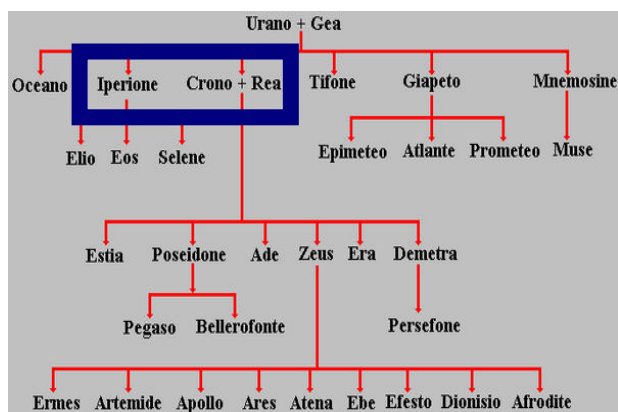 Urano + Gea
Oceano Iperione Crono + Rea Tifone Giapeto Mnemosine
Elio Eos Selene Epimeteo Atlante Prometeo Muse
Estia Poseidone Ade Zeus Era Demetra
Pegaso Bellerofonte Persefone
Ermes Artemide Apollo Ares Atena Ebe Efesto Dionisio Afrodite